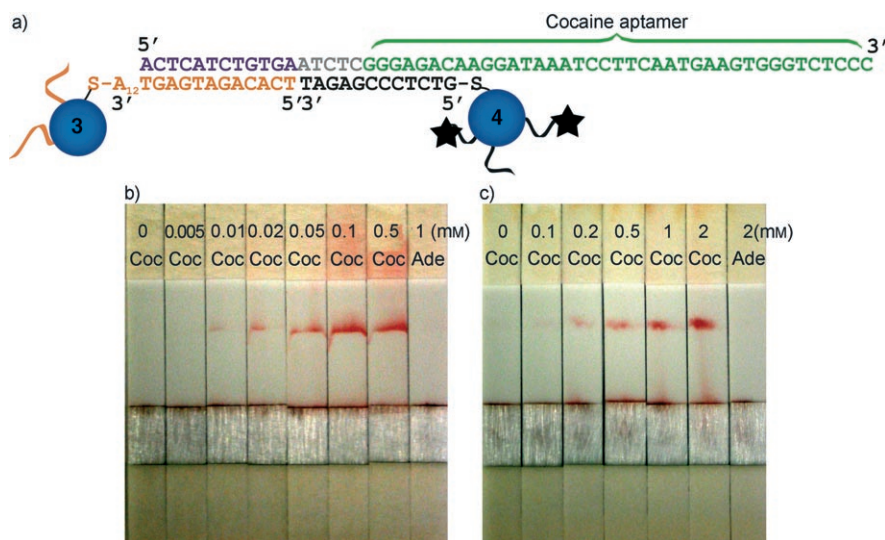 a)
Cocaine aptamer
5′ 3′
ACTCATCTGTGAATCTCGGGAGACAAGGATAAATCCTTCAATGAAGTGGGTCTCCC
S-A12TGAGTAGACACT TAGAGCCCTCTG-S
3′ 5′3′ 5′
3 4
b) c)
0 0.005 0.01 0.02 0.05 0.1 0.5 1 (mM)
Coc Coc Coc Coc Coc Coc Coc Ade
0 0.1 0.2 0.5 1 2 2(mM)
Coc Coc Coc Coc Coc Coc Ade